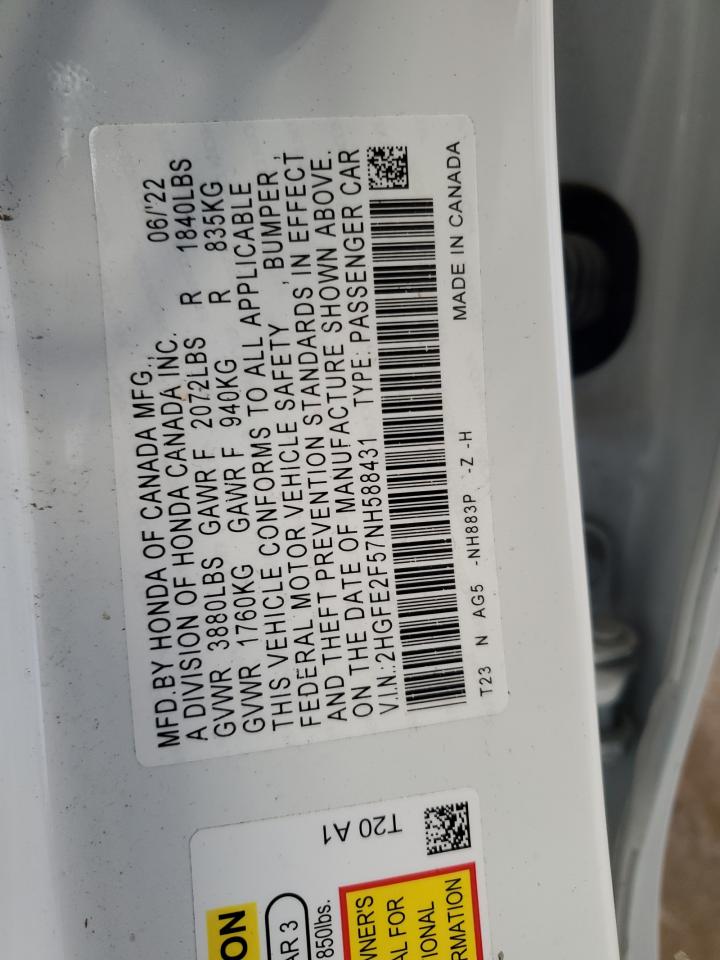 MFD.BY HONDA OF CANADA MFG., 06/'22
A DIVISION OF HONDA CANADA INC.
GVWR 3880LBS GAWR F 2072LBS R 1840LBS
GVWR 1760KG GAWR F 940KG R 835KG
THIS VEHICLE CONFORMS TO ALL APPLICABLE
FEDERAL MOTOR VEHICLE SAFETY , BUMPER ,
AND THEFT PREVENTION STANDARDS IN EFFECT
ON THE DATE OF MANUFACTURE SHOWN ABOVE.
V.I.N. 2HGFE2F57NH588431 TYPE: PASSENGER CAR
T23 N AG5 -NH883P -Z -H MADE IN CANADA
T20 A1
ON
AR 3
850lbs.
WNER'S
AL FOR
TIONAL
RMATION